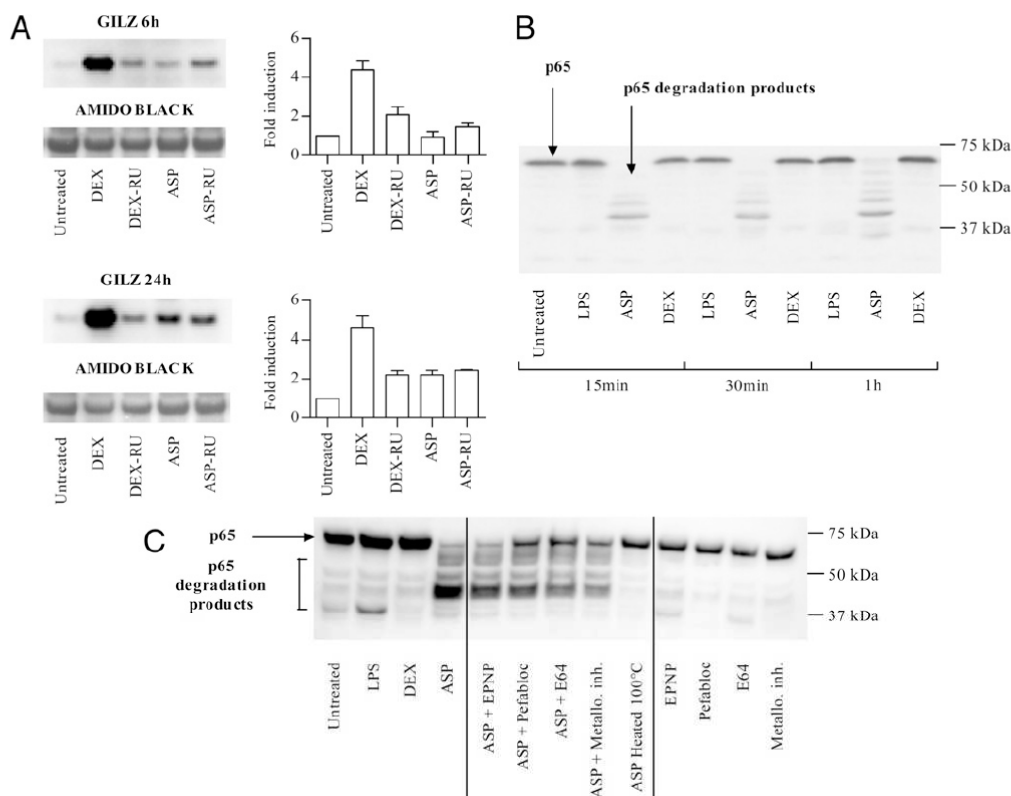 A
GILZ 6h
AMIDO BLACK
Untreated
DEX
DEX-RU
ASP
ASP-RU
Fold induction
6
4
2
0
Untreated
DEX
DEX-RU
ASP
ASP-RU
GILZ 24h
AMIDO BLACK
Untreated
DEX
DEX-RU
ASP
ASP-RU
Fold induction
6
4
2
0
Untreated
DEX
DEX-RU
ASP
ASP-RU
B
p65
p65 degradation products
75 kDa
50 kDa
37 kDa
Untreated
LPS
ASP
DEX
LPS
ASP
DEX
LPS
ASP
DEX
15min
30min
1h
C
p65
p65
degradation
products
75 kDa
50 kDa
37 kDa
Untreated
LPS
DEX
ASP
ASP + EPNP
ASP + Pefabloc
ASP + E64
ASP + Metallo. inh.
ASP Heated 100°C
EPNP
Pefabloc
E64
Metallo. inh.